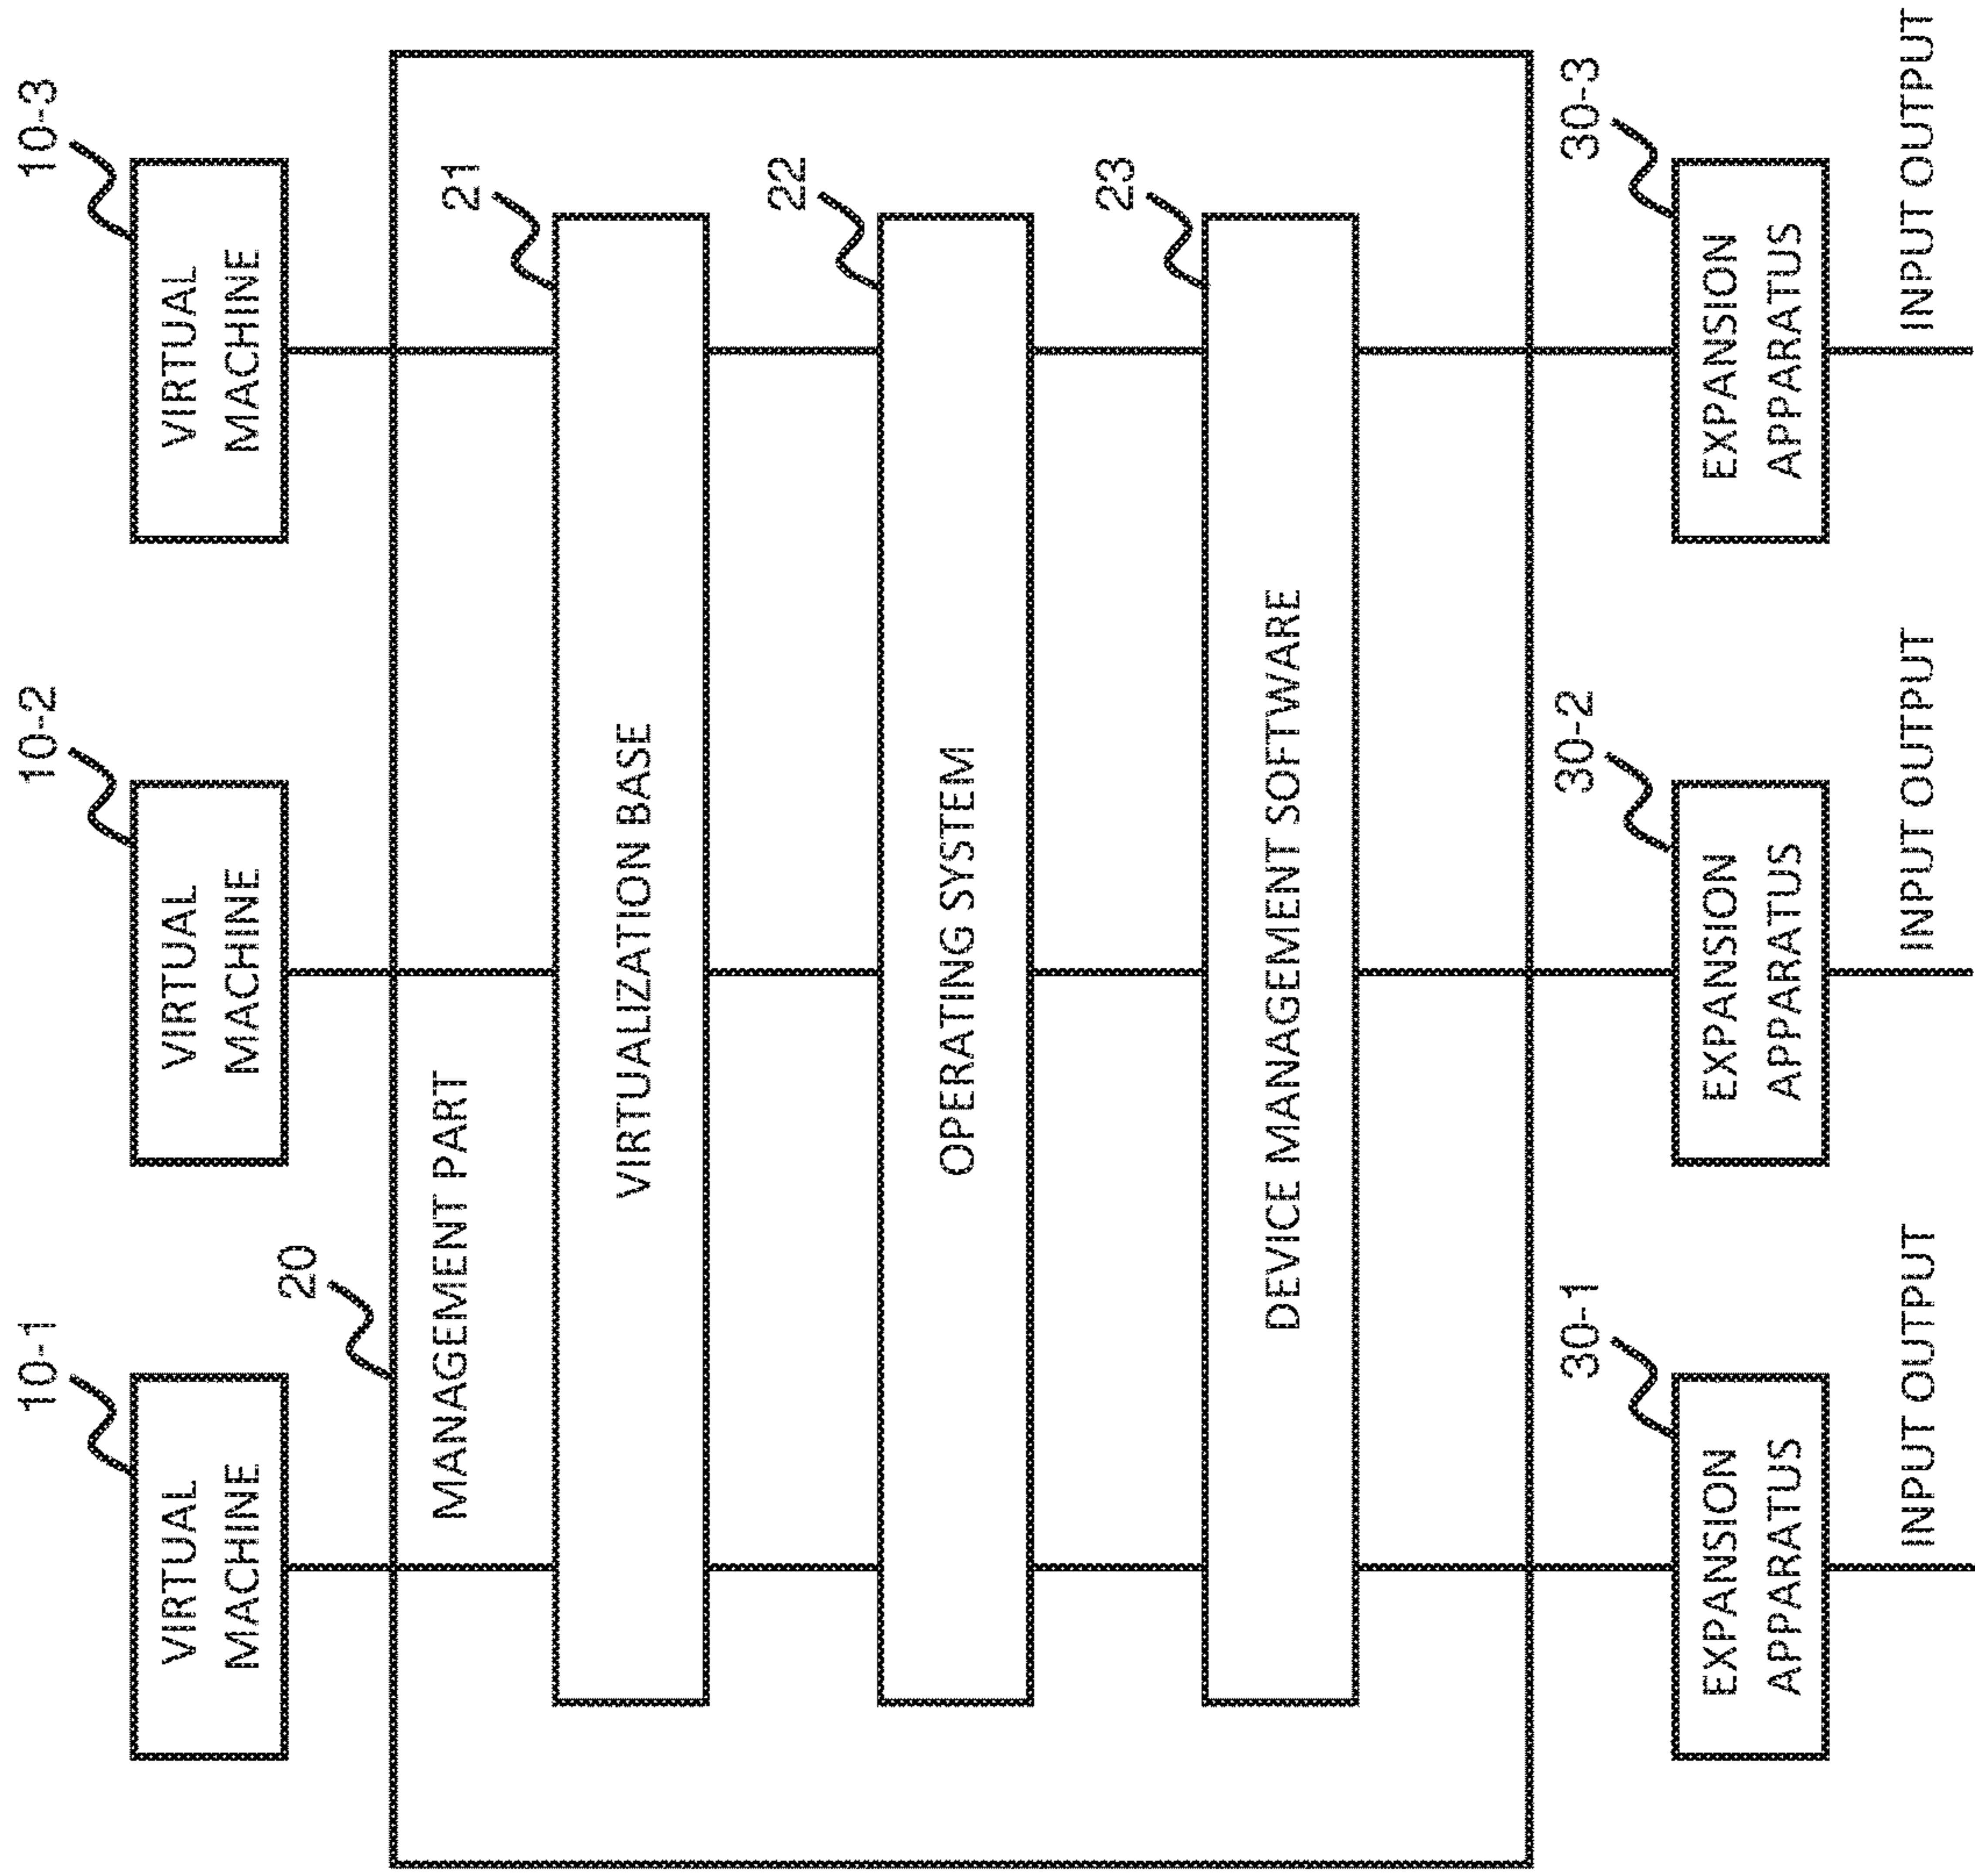 10-1
10-2
10-3
VIRTUAL
MACHINE
VIRTUAL
MACHINE
VIRTUAL
MACHINE
20
MANAGEMENT PART
21
VIRTUALIZATION BASE
22
OPERATING SYSTEM
23
DEVICE MANAGEMENT SOFTWARE
30-1
30-2
30-3
EXPANSION
APPARATUS
EXPANSION
APPARATUS
EXPANSION
APPARATUS
INPUT OUTPUT
INPUT OUTPUT
INPUT OUTPUT